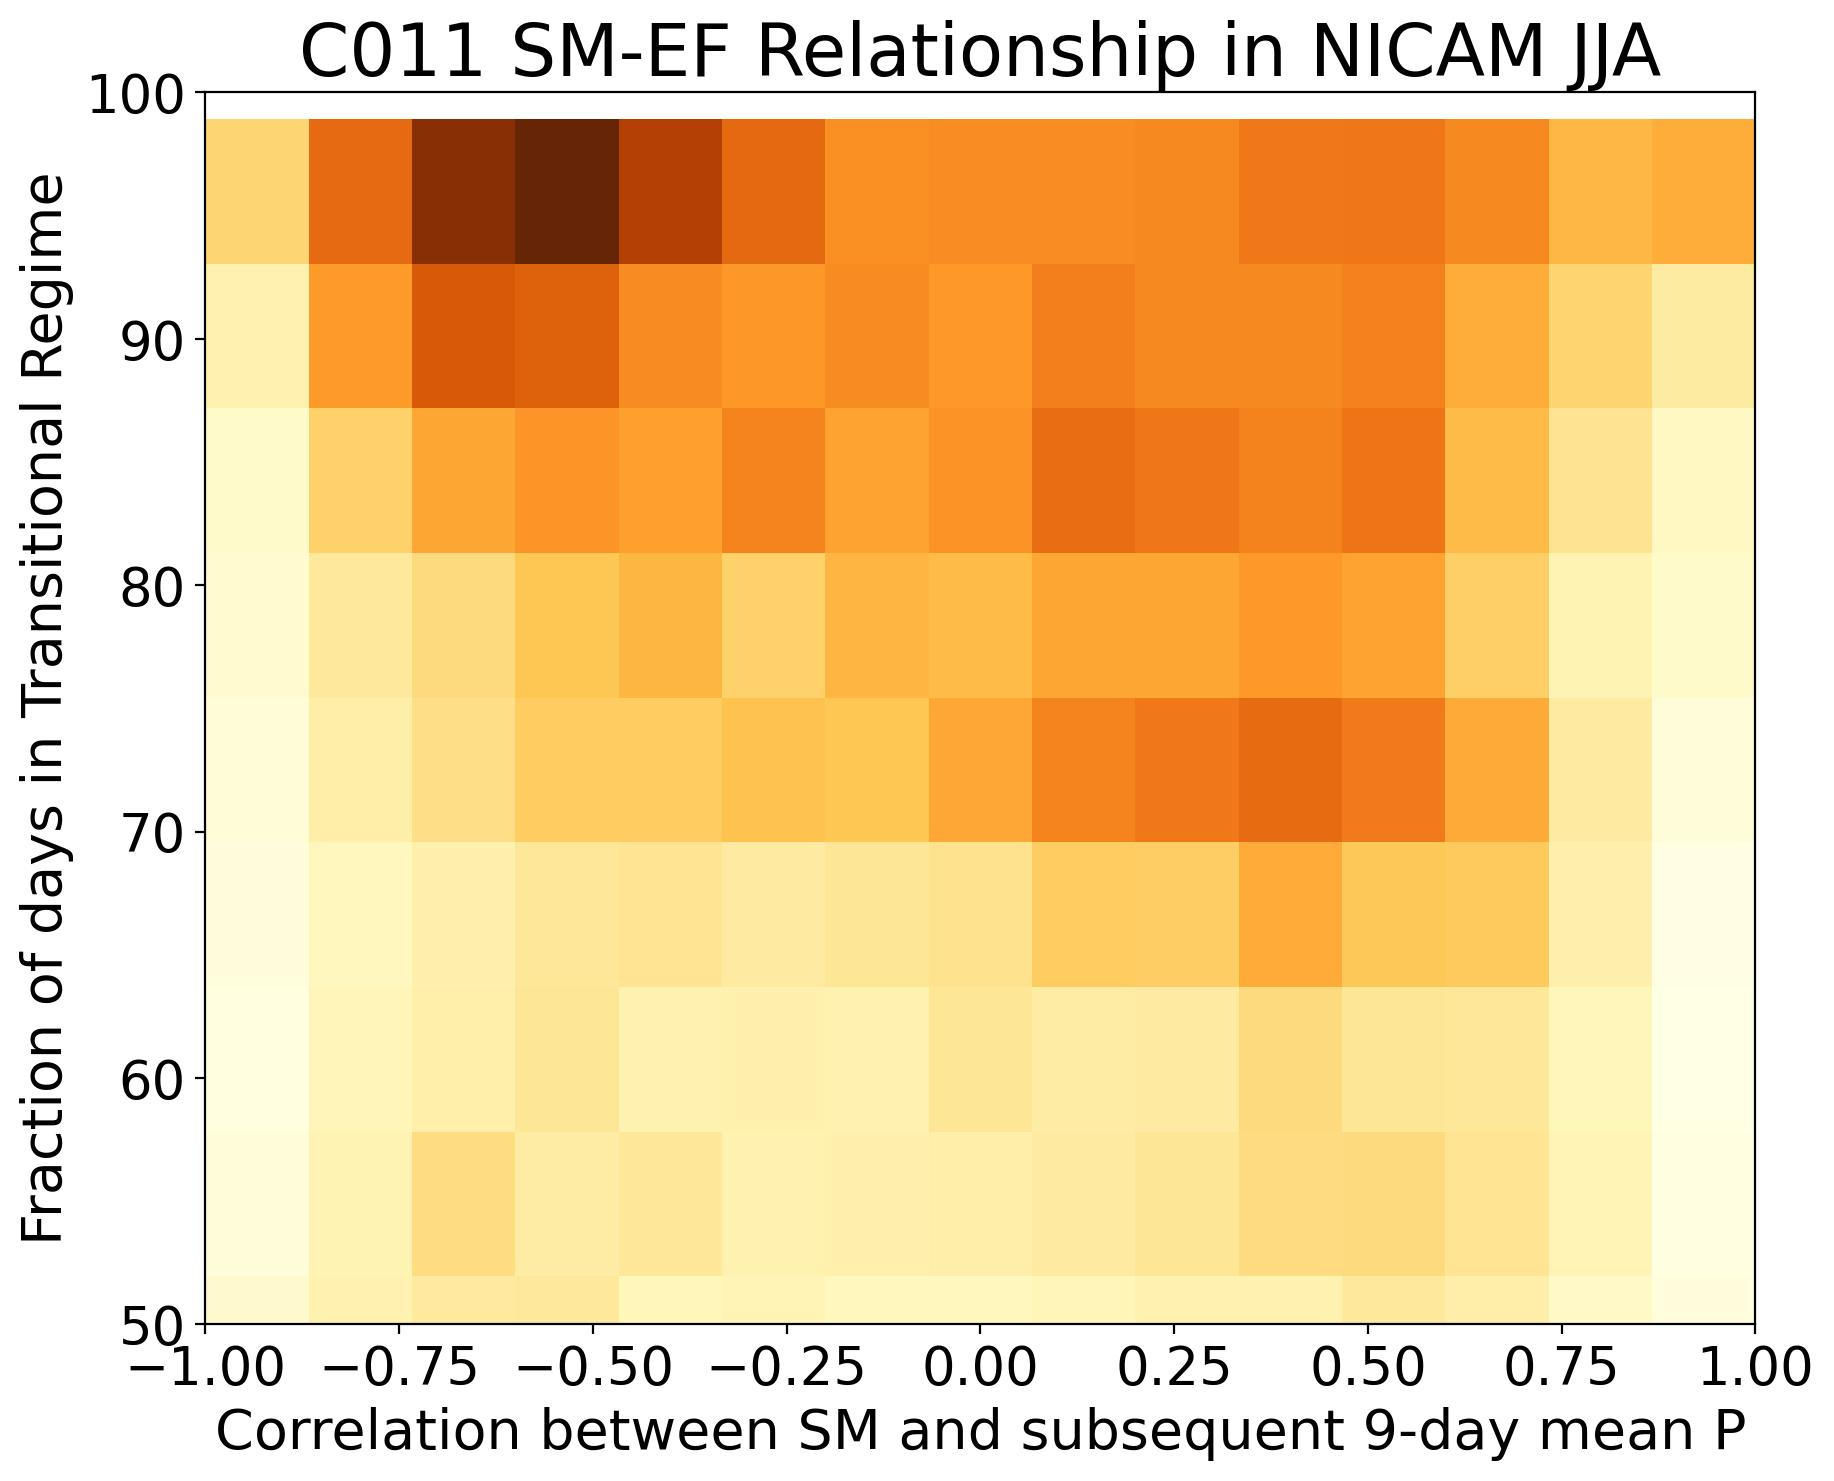 C011 SM-EF Relationship in NICAM JJA
100
90
80
70
60
50
Fraction of days in Transitional Regime
−1.00 −0.75 −0.50 −0.25 0.00 0.25 0.50 0.75 1.00
Correlation between SM and subsequent 9-day mean P